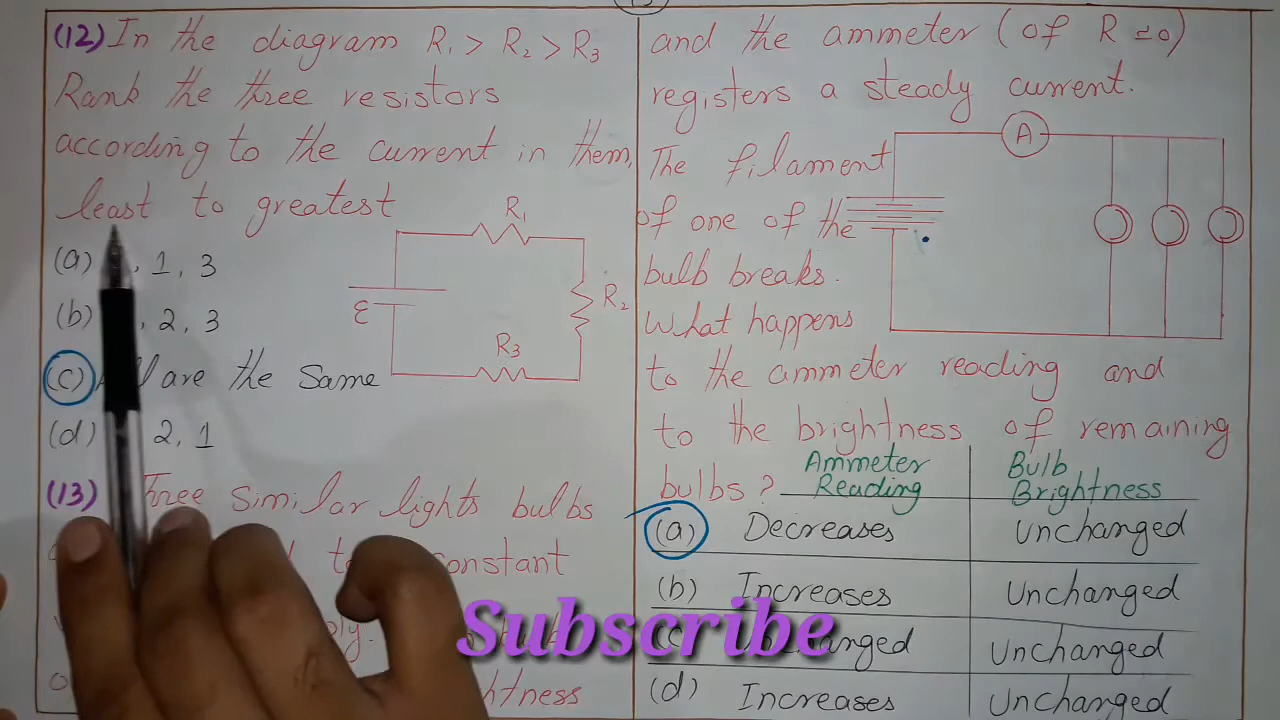 (12) In the diagram R₁ > R₂ > R₃
Rank the three resistors
according to the current in them,
least to greatest
(a) , 1, 3
(b) , 2, 3
(c) All are the same
(d) 2, 1
R₁
R₂
R₃
ε
(13) Three similar lights bulbs
constant
and the ammeter (of R = 0)
registers a steady current.
The filament
of one of the
bulb breaks.
What happens
to the ammeter reading and
to the brightness of remaining
bulbs?
A
Ammeter Bulb
Reading Brightness
(a) Decreases Unchanged
(b) Increases Unchanged
(c) Unchanged Unchanged
(d) Increases Unchanged
Subscribe